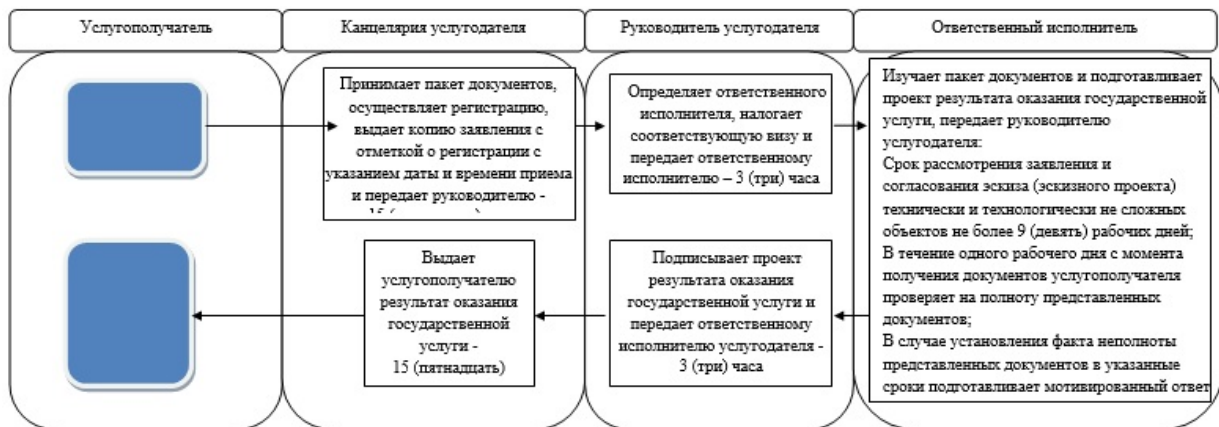 Услугополучатель
Канцелярия услугодателя
Руководитель услугодателя
Ответственный исполнитель
Принимает пакет документов,
осуществляет регистрацию,
выдает копию заявления с
отметкой о регистрации с
указанием даты и времени приема
и передает руководителю -
15
Определяет ответственного
исполнителя, налогает
соответствующую визу и
передает ответственному
исполнителю – 3 (три) часа
Изучает пакет документов и подготавливает
проект результата оказания государственной
услуги, передает руководителю
услугодателя:
Срок рассмотрения заявления и
согласования эскиза (эскизного проекта)
технически и технологически не сложных
объектов не более 9 (девять) рабочих дней;
В течение одного рабочего дня с момента
получения документов услугополучателя
проверяет на полноту представленных
документов;
В случае установления факта неполноты
представленных документов в указанные
сроки подготавливает мотивированный ответ
Подписывает проект
результата оказания
государственной услуги и
передает ответственному
исполнителю услугодателя -
3 (три) часа
Выдает
услугополучателю
результат оказания
государственной
услуги -
15 (пятнадцать)